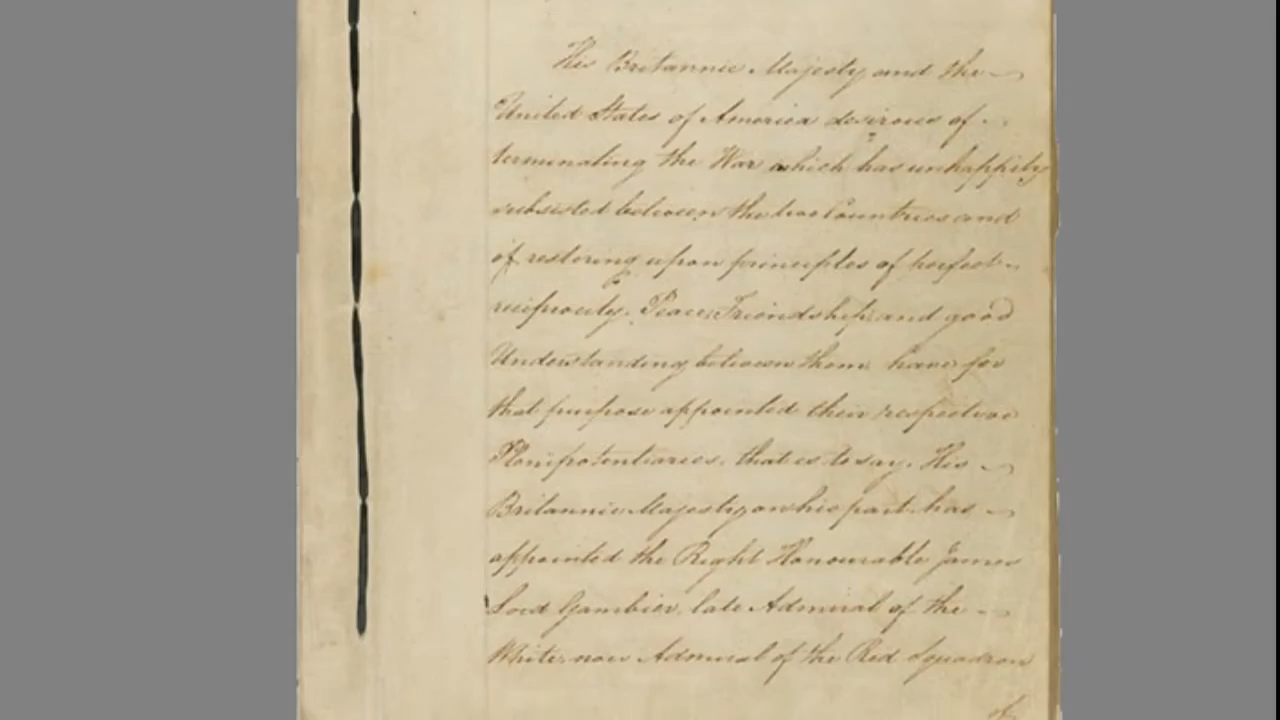 His Britannic Majesty and the
United States of America desirous of
terminating the War which has unhappily
subsisted between the two Countries and
of restoring upon principles of perfect
reciprocity, Peace, Friendship, and good
Understanding between them, have for
that purpose appointed their respective
Plenipotentiaries, that is to say, His
Britannic Majesty on his part has
appointed the Right Honourable James
Lord Gambier, late Admiral of the
White, now Admiral of the Red Squadron
of